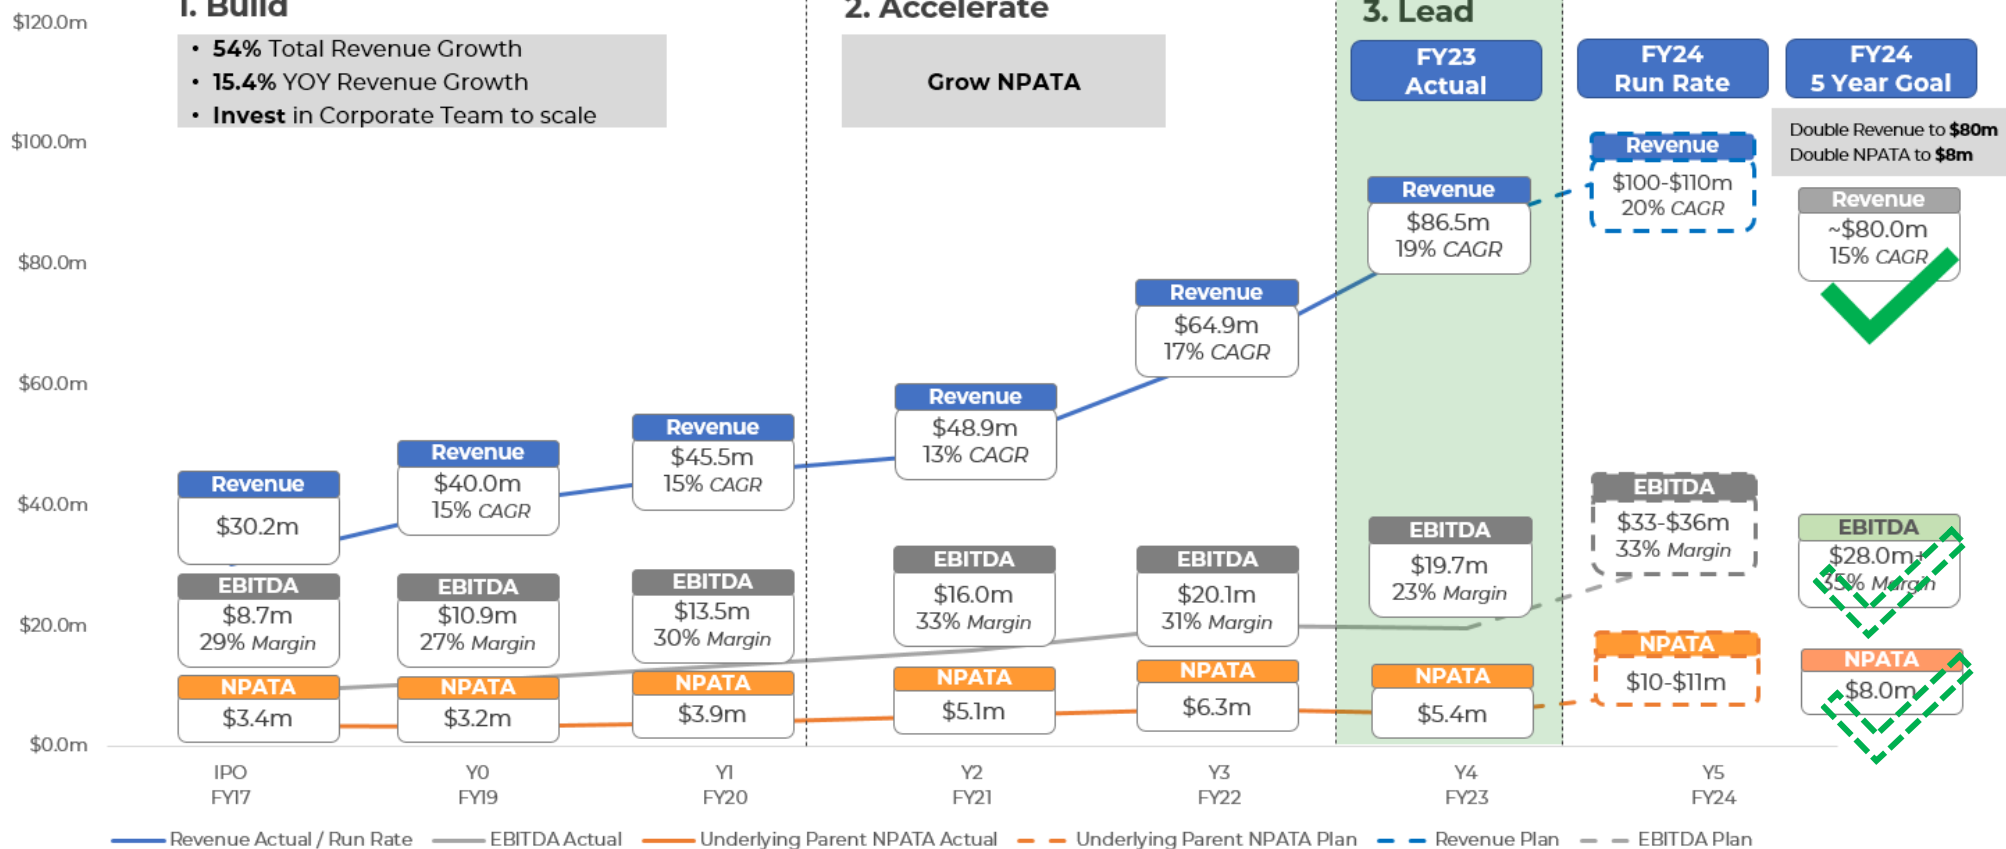 1. Build
2. Accelerate
3. Lead
$120.0m
$100.0m
$80.0m
$60.0m
$40.0m
$20.0m
$0.0m
• 54% Total Revenue Growth
• 15.4% YOY Revenue Growth
• Invest in Corporate Team to scale
Grow NPATA
FY23
Actual
FY24
Run Rate
FY24
5 Year Goal
Double Revenue to $80m
Double NPATA to $8m
Revenue
$30.2m
EBITDA
$8.7m
29% Margin
NPATA
$3.4m
Revenue
$40.0m
15% CAGR
EBITDA
$10.9m
27% Margin
NPATA
$3.2m
Revenue
$45.5m
15% CAGR
EBITDA
$13.5m
30% Margin
NPATA
$3.9m
Revenue
$48.9m
13% CAGR
EBITDA
$16.0m
33% Margin
NPATA
$5.1m
Revenue
$64.9m
17% CAGR
EBITDA
$20.1m
31% Margin
NPATA
$6.3m
Revenue
$86.5m
19% CAGR
EBITDA
$19.7m
23% Margin
NPATA
$5.4m
Revenue
$100-$110m
20% CAGR
EBITDA
$33-$36m
33% Margin
NPATA
$10-$11m
Revenue
~$80.0m
15% CAGR
EBITDA
$28.0m+
35% Margin
NPATA
$8.0m
IPO
FY17
Y0
FY19
Y1
FY20
Y2
FY21
Y3
FY22
Y4
FY23
Y5
FY24
Revenue Actual / Run Rate
EBITDA Actual
Underlying Parent NPATA Actual
Underlying Parent NPATA Plan
Revenue Plan
EBITDA Plan